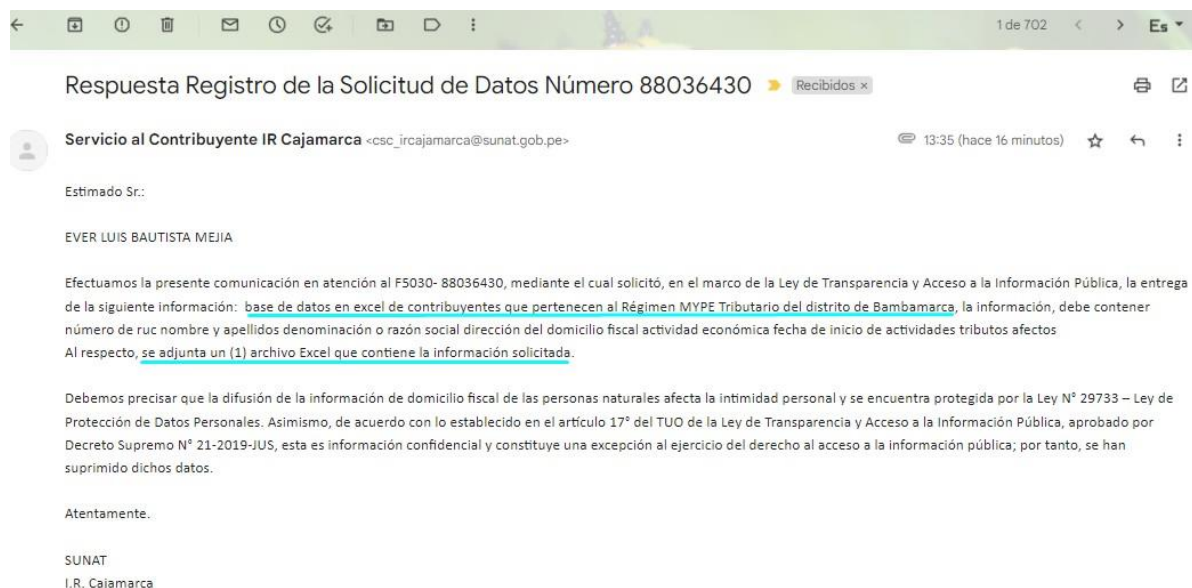 1 de 702
Es
Respuesta Registro de la Solicitud de Datos Número 88036430
Recibidos ×
Servicio al Contribuyente IR Cajamarca <csc_ircajamarca@sunat.gob.pe>
13:35 (hace 16 minutos)
Estimado Sr.:
EVER LUIS BAUTISTA MEJIA
Efectuamos la presente comunicación en atención al F5030- 88036430, mediante el cual solicitó, en el marco de la Ley de Transparencia y Acceso a la Información Pública, la entrega
de la siguiente información: base de datos en excel de contribuyentes que pertenecen al Régimen MYPE Tributario del distrito de Bambamarca, la información, debe contener
número de ruc nombre y apellidos denominación o razón social dirección del domicilio fiscal actividad económica fecha de inicio de actividades tributos afectos
Al respecto, se adjunta un (1) archivo Excel que contiene la información solicitada.
Debemos precisar que la difusión de la información de domicilio fiscal de las personas naturales afecta la intimidad personal y se encuentra protegida por la Ley N° 29733 – Ley de
Protección de Datos Personales. Asimismo, de acuerdo con lo establecido en el artículo 17° del TUO de la Ley de Transparencia y Acceso a la Información Pública, aprobado por
Decreto Supremo N° 21-2019-JUS, esta es información confidencial y constituye una excepción al ejercicio del derecho al acceso a la información pública; por tanto, se han
suprimido dichos datos.
Atentamente.
SUNAT
I.R. Cajamarca